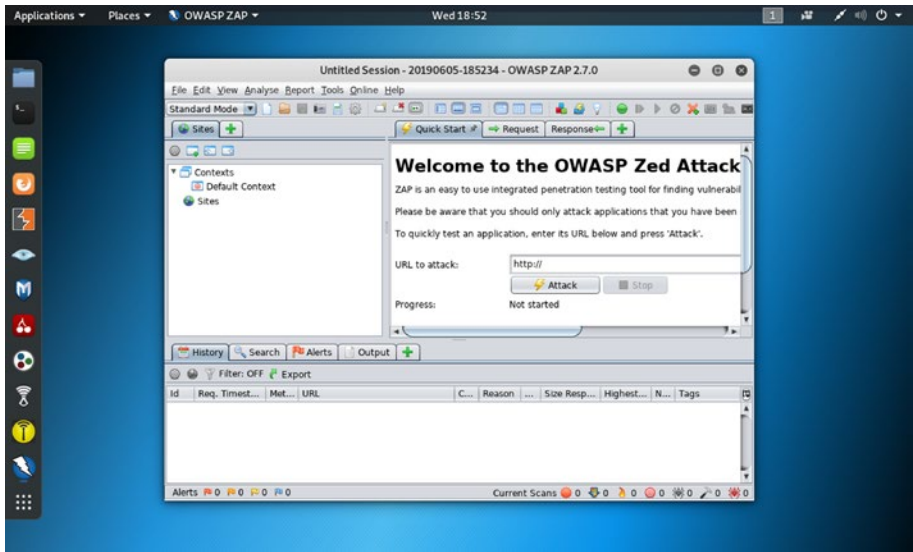 Applications Places OWASP ZAP Wed 18:52 1
Untitled Session - 20190605-185234 - OWASP ZAP 2.7.0
File Edit View Analyse Report Tools Online Help
Standard Mode
Sites Quick Start Request Response
Contexts
Default Context
Sites
Welcome to the OWASP Zed Attack
ZAP is an easy to use integrated penetration testing tool for finding vulnerabil
Please be aware that you should only attack applications that you have been
To quickly test an application, enter its URL below and press 'Attack'.
URL to attack: http://
Attack Stop
Progress: Not started
History Search Alerts Output
Filter: OFF Export
Id Req. Timest... Met... URL C... Reason ... Size Resp... Highest... N... Tags
Alerts 0 0 0 0 Current Scans 0 0 0 0 0 0 0